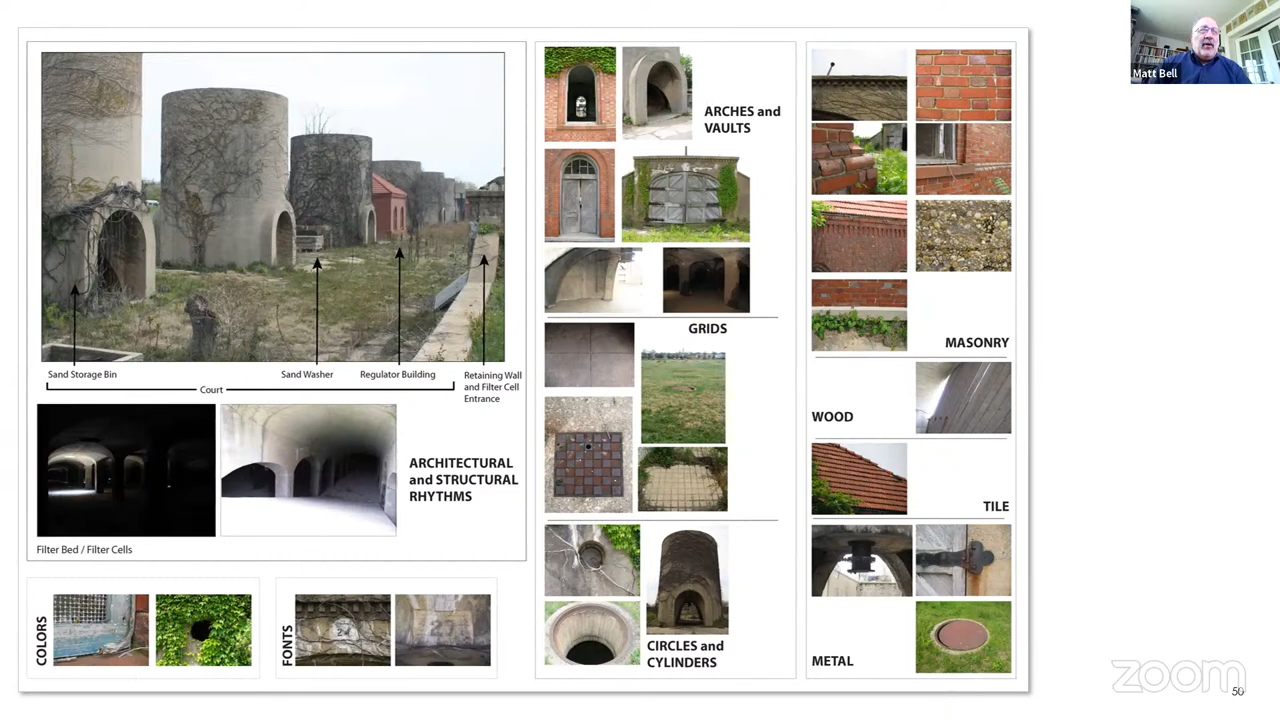 Sand Storage Bin
Sand Washer
Regulator Building
Retaining Wall
and Filter Cell
Entrance
Court
ARCHITECTURAL
and STRUCTURAL
RHYTHMS
Filter Bed / Filter Cells
COLORS
FONTS
27
ARCHES and
VAULTS
GRIDS
CIRCLES and
CYLINDERS
MASONRY
WOOD
TILE
METAL
Matt Bell
zoom
50